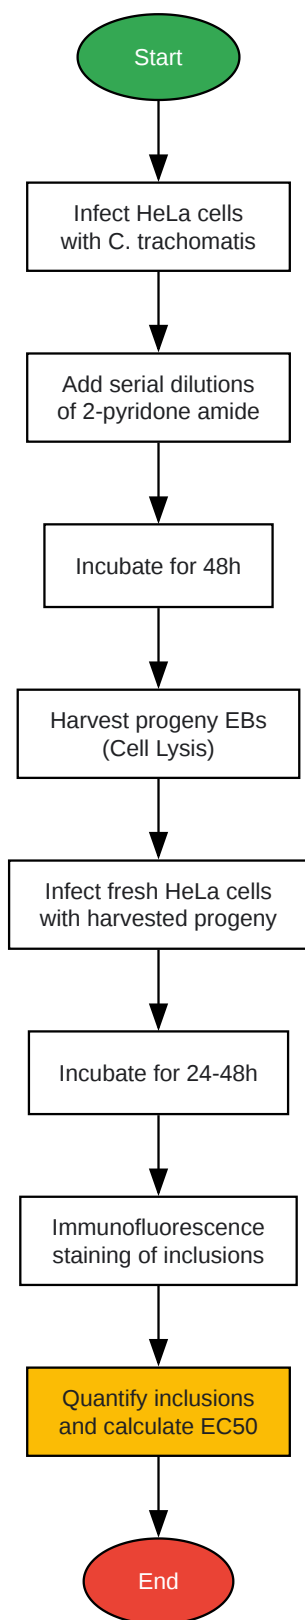 Start
Infect HeLa cells
with C. trachomatis
Add serial dilutions
of 2-pyridone amide
Incubate for 48h
Harvest progeny EBs
(Cell Lysis)
Infect fresh HeLa cells
with harvested progeny
Incubate for 24-48h
Immunofluorescence
staining of inclusions
Quantify inclusions
and calculate EC50
End